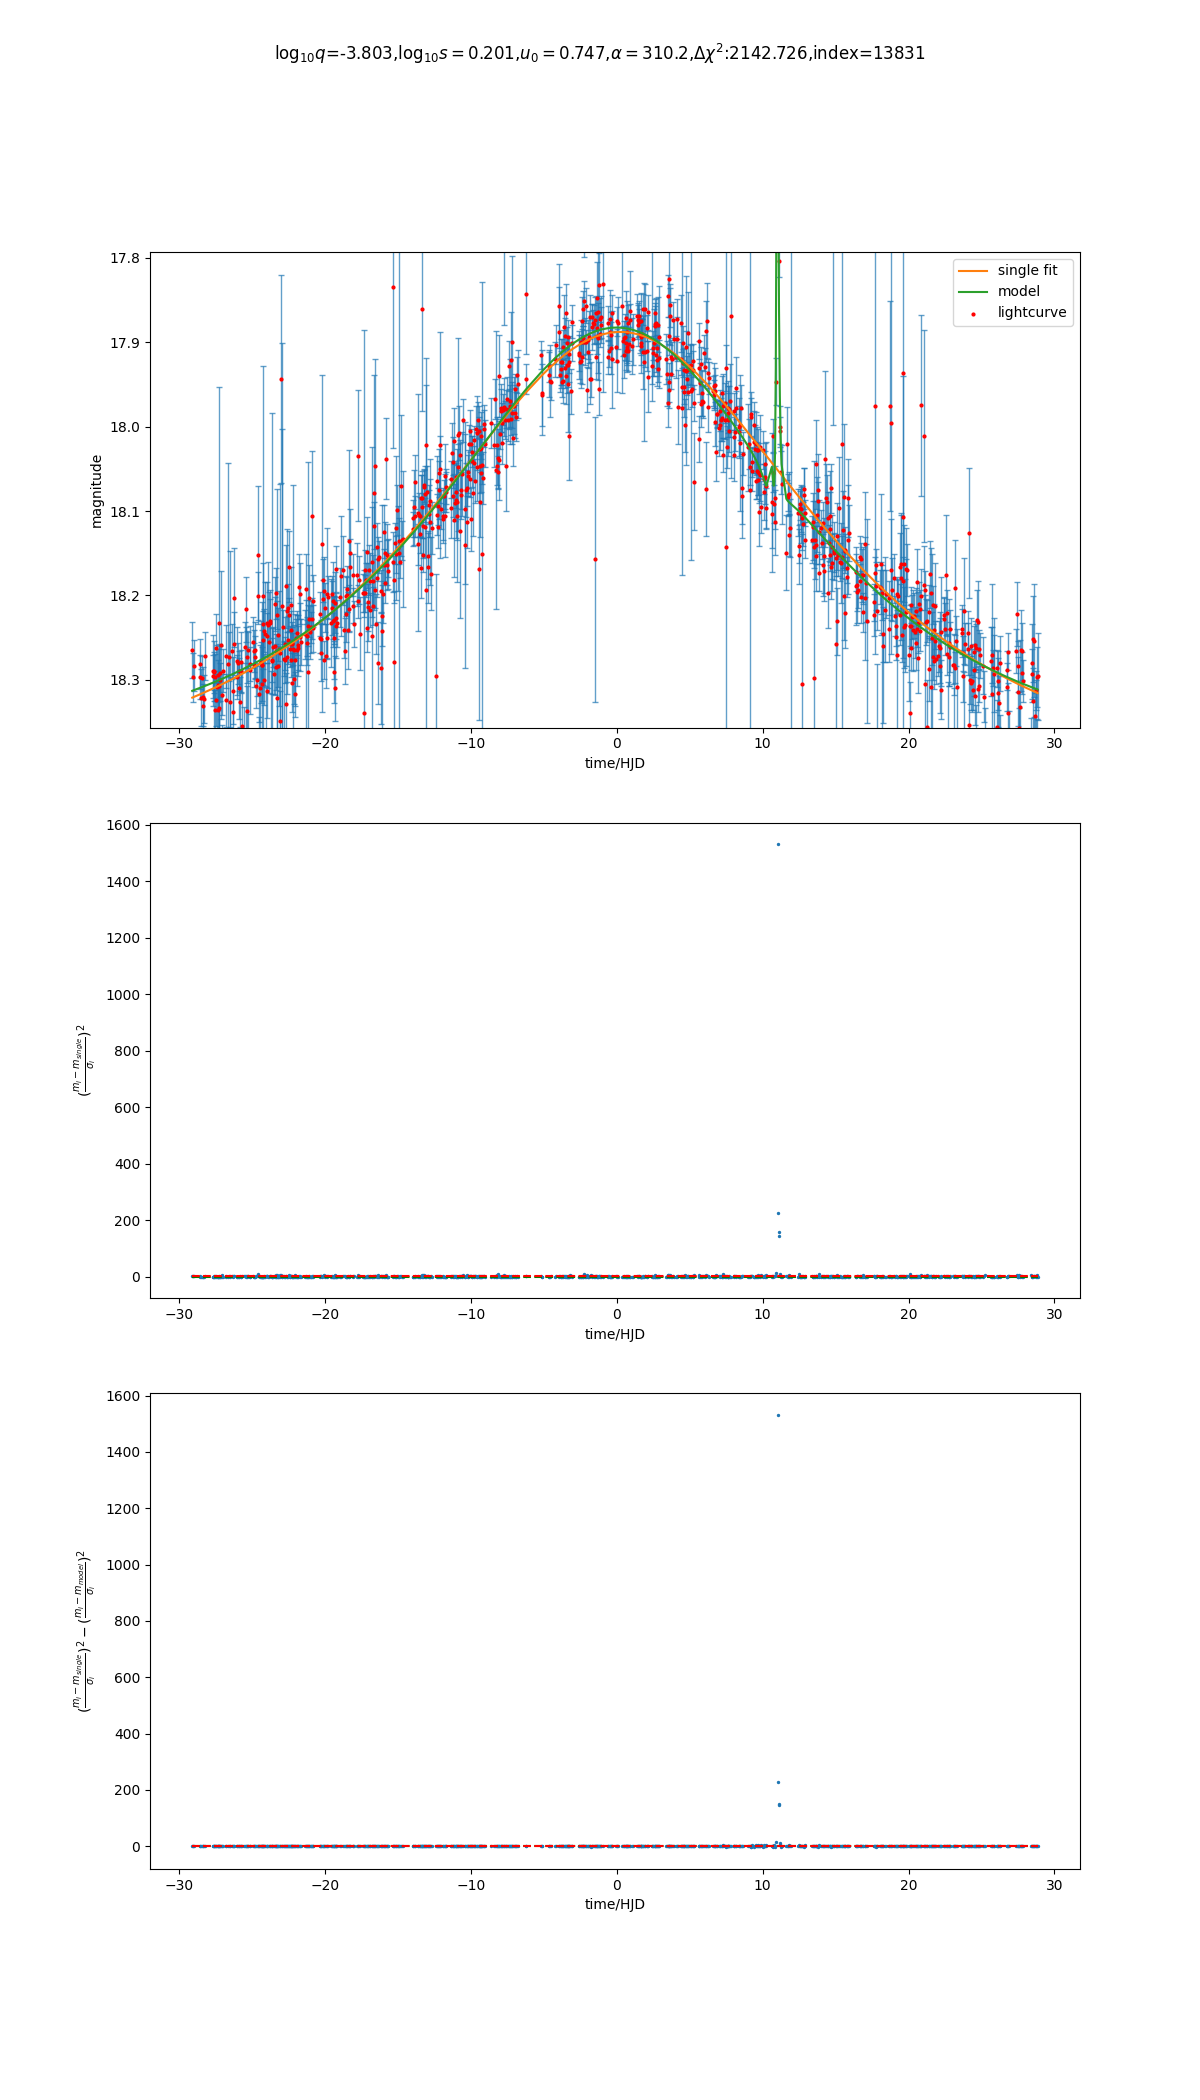 log₁₀q=-3.803,log₁₀s = 0.201,u₀ = 0.747,α = 310.2,Δχ²:2142.726,index=13831
17.8
17.9
18.0
18.1
18.2
18.3
magnitude
single fit
model
lightcurve
−30 −20 −10 0 10 20 30
time/HJD
1600
1400
1200
1000
800
600
400
200
0
((mᵢ − m_single)/σᵢ)²
−30 −20 −10 0 10 20 30
time/HJD
1600
1400
1200
1000
800
600
400
200
0
((mᵢ − m_single)/σᵢ)² − ((mᵢ − m_model)/σᵢ)²
−30 −20 −10 0 10 20 30
time/HJD